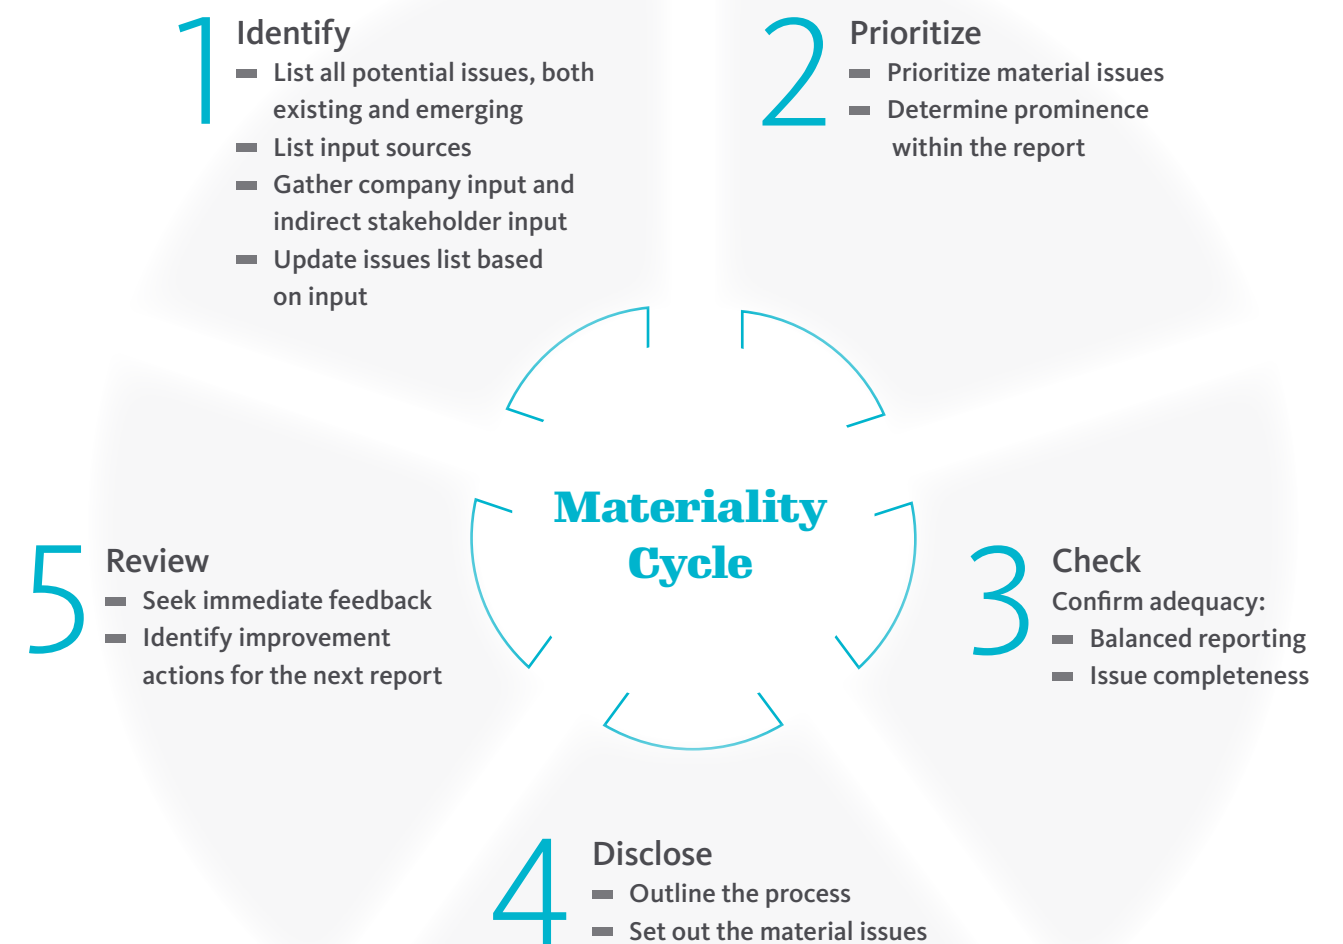 1 Identify
List all potential issues, both
existing and emerging
List input sources
Gather company input and
indirect stakeholder input
Update issues list based
on input
2 Prioritize
Prioritize material issues
Determine prominence
within the report
Materiality
Cycle
3 Check
Confirm adequacy:
Balanced reporting
Issue completeness
4 Disclose
Outline the process
Set out the material issues
5 Review
Seek immediate feedback
Identify improvement
actions for the next report